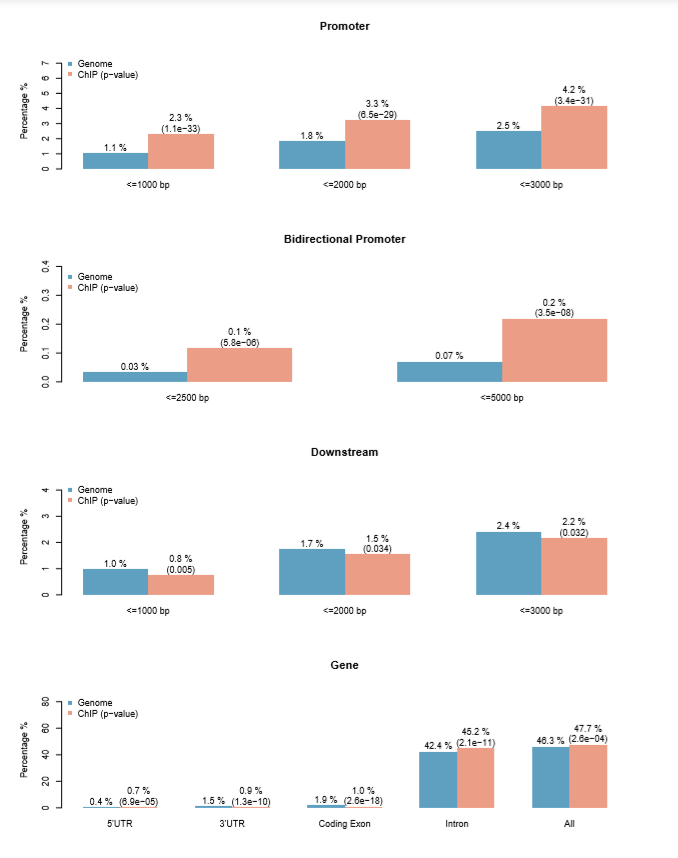 Promoter
Percentage %
0 1 2 3 4 5 6 7
Genome
ChIP (p-value)
1.1 %
2.3 %
(1.1e-33)
1.8 %
3.3 %
(6.5e-29)
2.5 %
4.2 %
(3.4e-31)
<=1000 bp
<=2000 bp
<=3000 bp
Bidirectional Promoter
Percentage %
0.0 0.1 0.2 0.3 0.4
Genome
ChIP (p-value)
0.03 %
0.1 %
(5.8e-06)
0.07 %
0.2 %
(3.5e-08)
<=2500 bp
<=5000 bp
Downstream
Percentage %
0 1 2 3 4
Genome
ChIP (p-value)
1.0 %
0.8 %
(0.005)
1.7 %
1.5 %
(0.034)
2.4 %
2.2 %
(0.032)
<=1000 bp
<=2000 bp
<=3000 bp
Gene
Percentage %
0 20 40 60 80
Genome
ChIP (p-value)
0.4 %
0.7 %
(6.9e-05)
1.5 %
0.9 %
(1.3e-10)
1.9 %
1.0 %
(2.6e-18)
42.4 %
45.2 %
(2.1e-11)
46.3 %
47.7 %
(2.6e-04)
5'UTR
3'UTR
Coding Exon
Intron
All